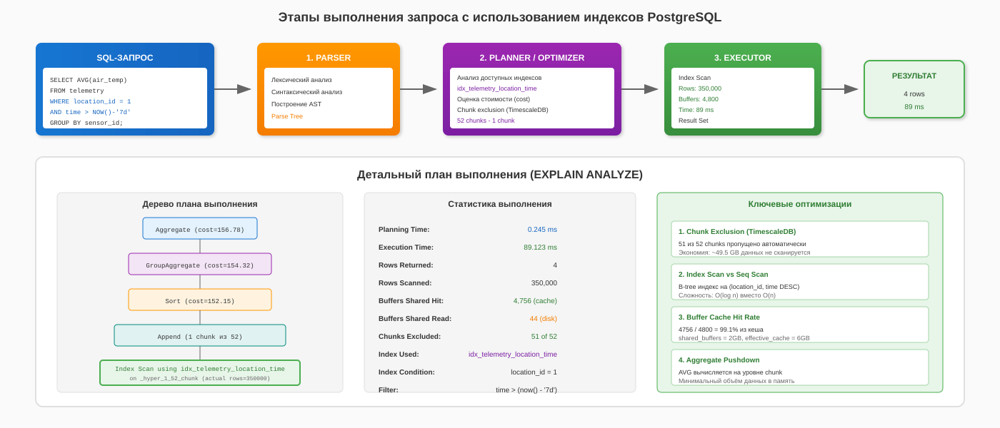 Этапы выполнения запроса с использованием индексов PostgreSQL
SQL-ЗАПРОС
SELECT AVG(air_temp)
FROM telemetry
WHERE location_id = 1
AND time > NOW()-'7d'
GROUP BY sensor_id;
1. PARSER
Лексический анализ
Синтаксический анализ
Построение AST
Parse Tree
2. PLANNER / OPTIMIZER
Анализ доступных индексов
idx_telemetry_location_time
Оценка стоимости (cost)
Chunk exclusion (TimescaleDB)
52 chunks - 1 chunk
3. EXECUTOR
Index Scan
Rows: 350,000
Buffers: 4,800
Time: 89 ms
Result Set
РЕЗУЛЬТАТ
4 rows
89 ms
Детальный план выполнения (EXPLAIN ANALYZE)
Дерево плана выполнения
Aggregate (cost=156.78)
GroupAggregate (cost=154.32)
Sort (cost=152.15)
Append (1 chunk из 52)
Index Scan using idx_telemetry_location_time
on _hyper_1_52_chunk (actual rows=350000)
Статистика выполнения
Planning Time: 0.245 ms
Execution Time: 89.123 ms
Rows Returned: 4
Rows Scanned: 350,000
Buffers Shared Hit: 4,756 (cache)
Buffers Shared Read: 44 (disk)
Chunks Excluded: 51 of 52
Index Used: idx_telemetry_location_time
Index Condition: location_id = 1
Filter: time > (now() - '7d')
Ключевые оптимизации
1. Chunk Exclusion (TimescaleDB)
51 из 52 chunks пропущено автоматически
Экономия: ~49.5 GB данных не сканируется
2. Index Scan vs Seq Scan
B-tree индекс на (location_id, time DESC)
Сложность: O(log n) вместо O(n)
3. Buffer Cache Hit Rate
4756 / 4800 = 99.1% из кеша
shared_buffers = 2GB, effective_cache = 6GB
4. Aggregate Pushdown
AVG вычисляется на уровне chunk
Минимальный объём данных в память